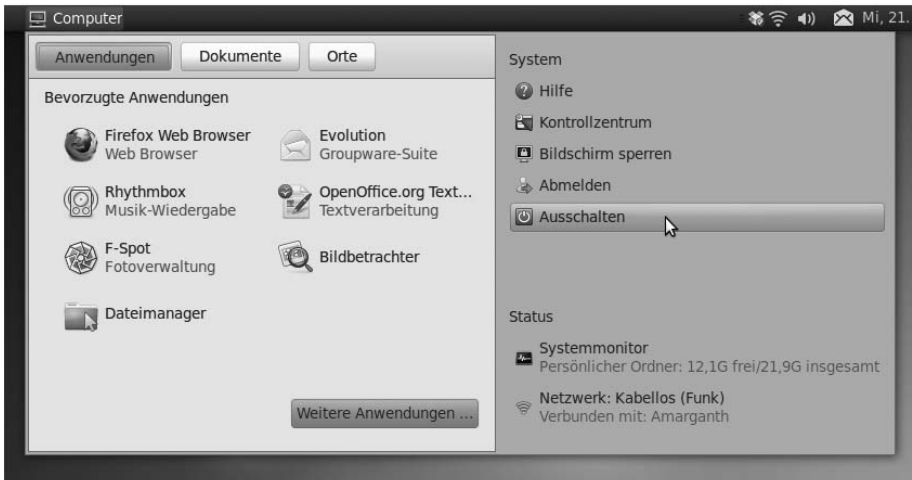 Computer
Mi, 21.
Anwendungen
Dokumente
Orte
Bevorzugte Anwendungen
Firefox Web Browser
Web Browser
Evolution
Groupware-Suite
Rhythmbox
Musik-Wiedergabe
OpenOffice.org Text...
Textverarbeitung
F-Spot
Fotoverwaltung
Bildbetrachter
Dateimanager
Weitere Anwendungen ...
System
Hilfe
Kontrollzentrum
Bildschirm sperren
Abmelden
Ausschalten
Status
Systemmonitor
Persönlicher Ordner: 12,1G frei/21,9G insgesamt
Netzwerk: Kabellos (Funk)
Verbunden mit: Amarganth